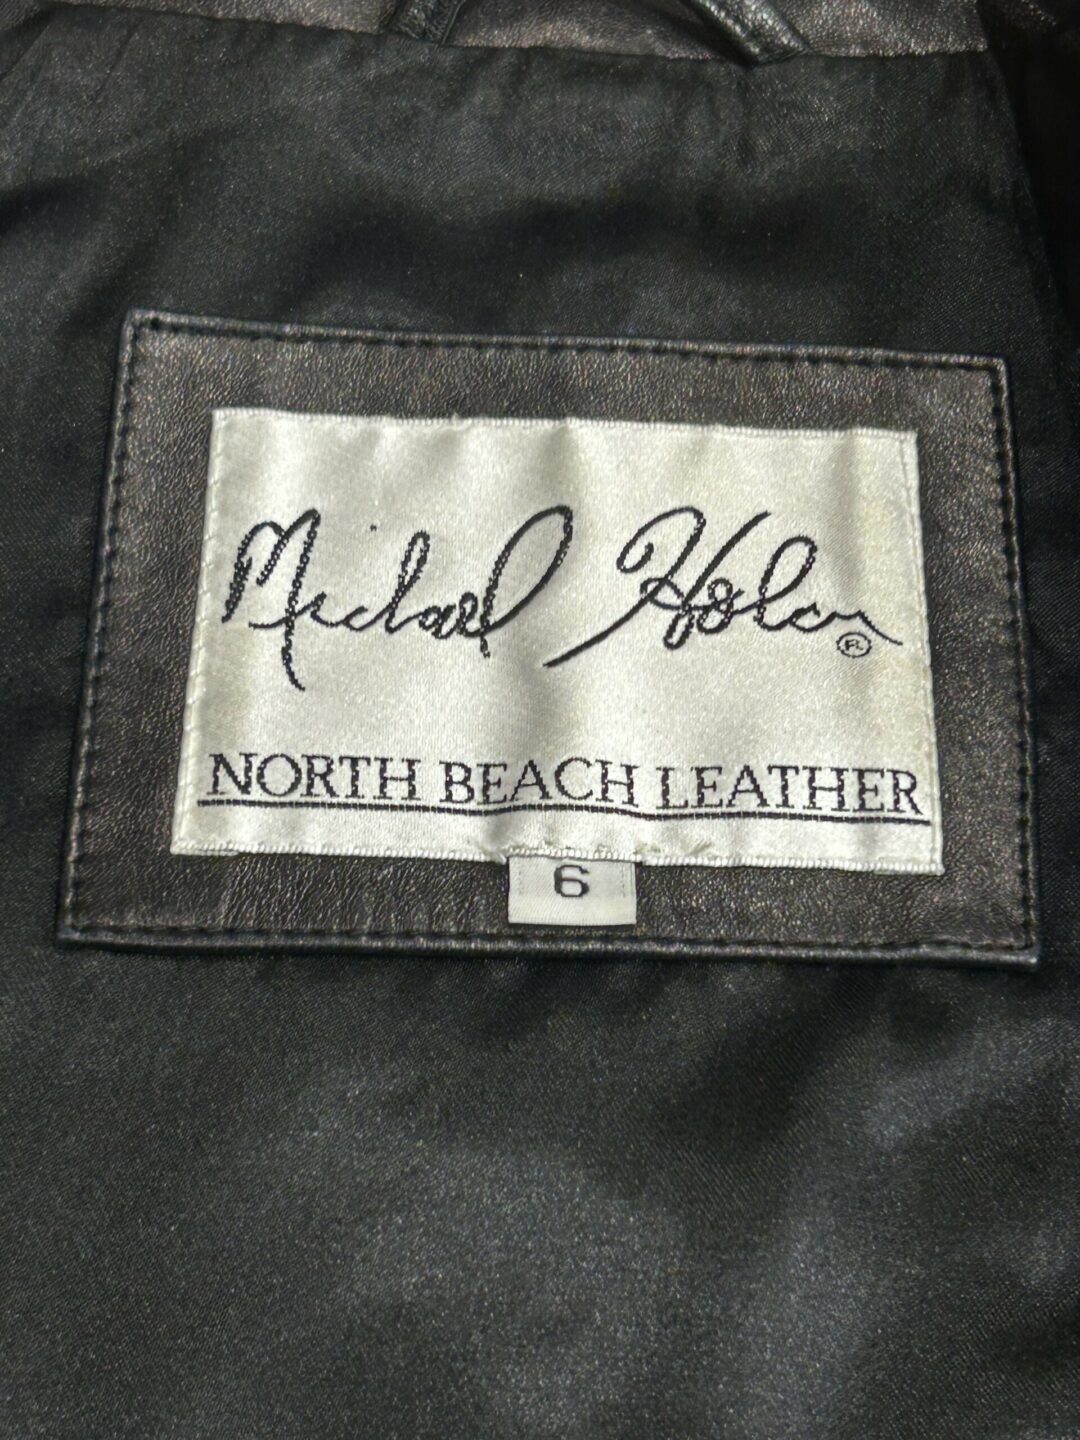 Michael Hoban ®
NORTH BEACH LEATHER
6